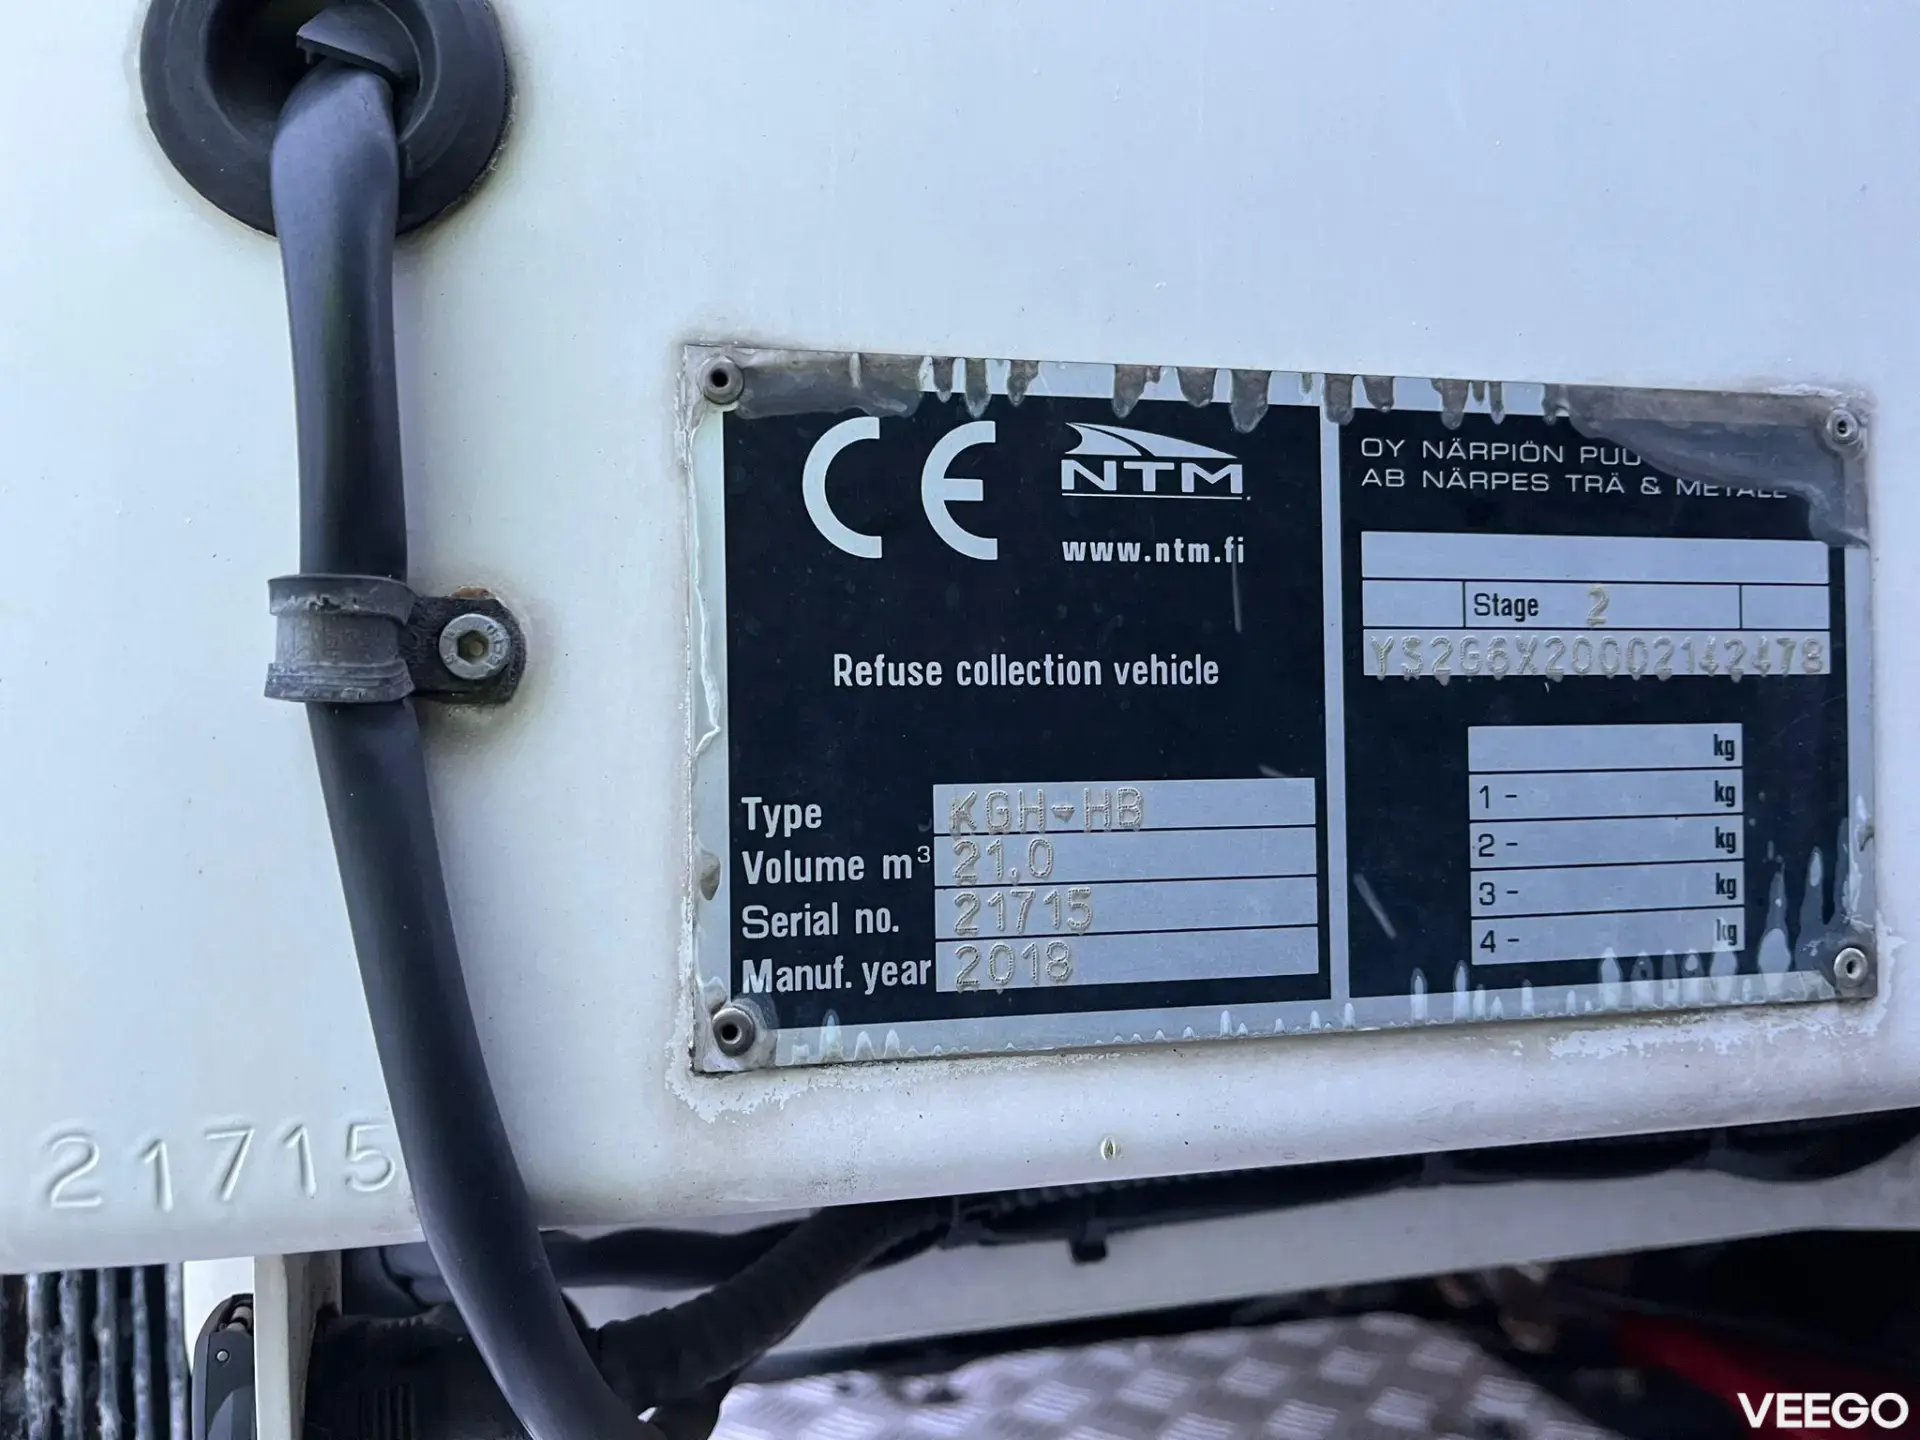 CE
NTM
www.ntm.fi
Refuse collection vehicle
Type KGH-HB
Volume m³ 21.0
Serial no. 21715
Manuf. year 2018
OY NÄRPIÖN
AB NÄRPES TRÄ & METALL
Stage 2
YS2G6X20002142478
kg
1 - kg
2 - kg
3 - kg
4 - kg
21715
VEEGO